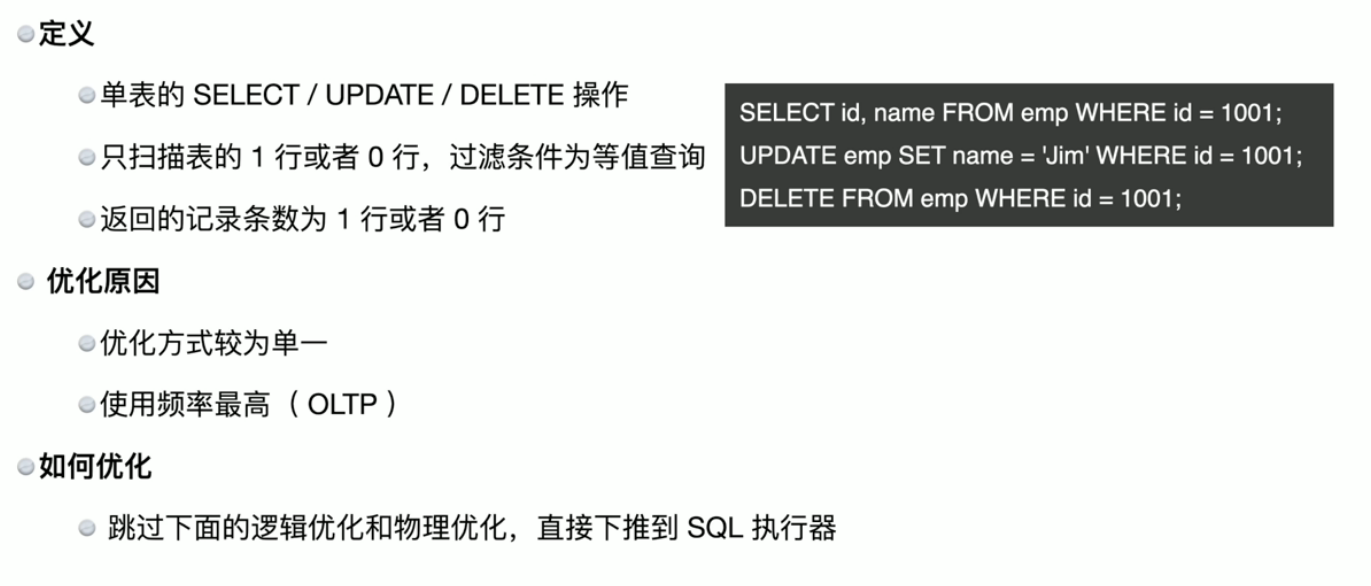 定义
单表的 SELECT / UPDATE / DELETE 操作
只扫描表的 1 行或者 0 行，过滤条件为等值查询
返回的记录条数为 1 行或者 0 行
SELECT id, name FROM emp WHERE id = 1001;
UPDATE emp SET name = 'Jim' WHERE id = 1001;
DELETE FROM emp WHERE id = 1001;
优化原因
优化方式较为单一
使用频率最高 （ OLTP ）
如何优化
跳过下面的逻辑优化和物理优化，直接下推到 SQL 执行器